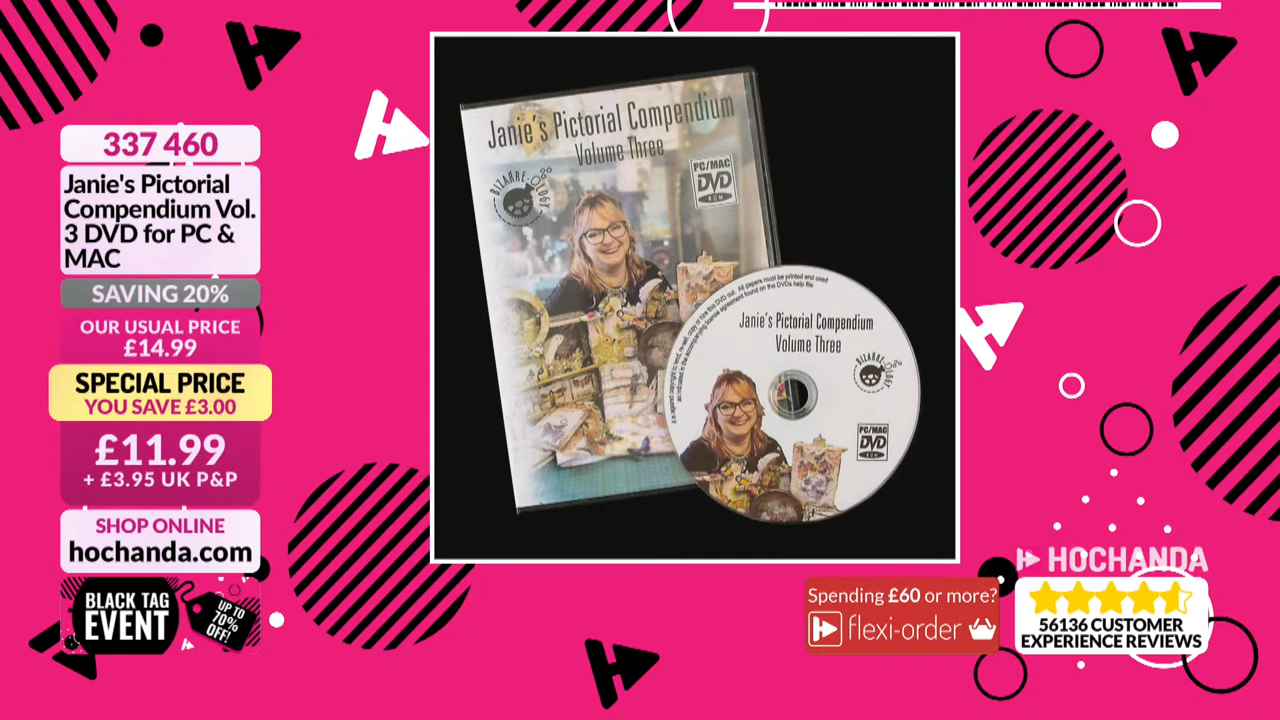 337 460
Janie's Pictorial
Compendium Vol.
3 DVD for PC &
MAC
SAVING 20%
OUR USUAL PRICE
£14.99
SPECIAL PRICE
YOU SAVE £3.00
£11.99
+ £3.95 UK P&P
SHOP ONLINE
hochanda.com
BLACK TAG
EVENT
UP TO
70%
OFF!
Janie's Pictorial Compendium
Volume Three
BIZARRE-OLOGY
PC/MAC
DVD
ROM
Janie's Pictorial Compendium
Volume Three
BIZARRE-OLOGY
PC/MAC
DVD
ROM
Spending £60 or more?
flexi-order
HOCHANDA
56136 CUSTOMER
EXPERIENCE REVIEWS